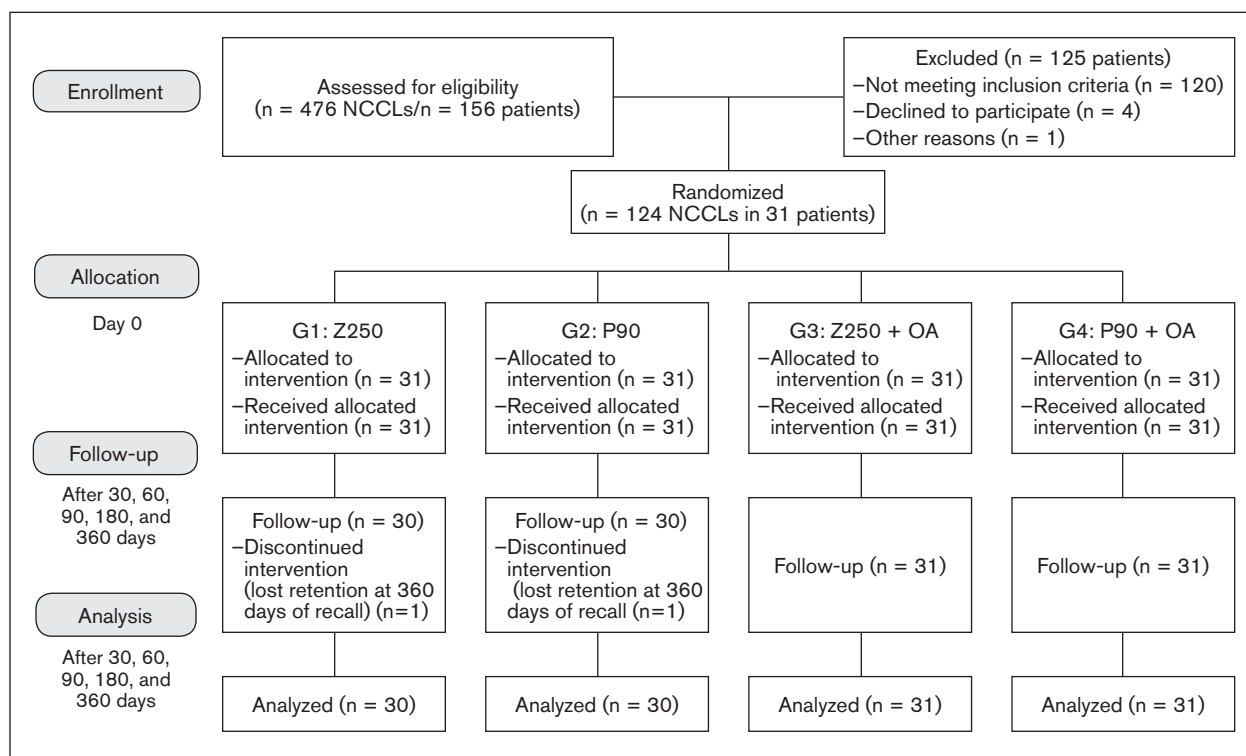 Enrollment
Assessed for eligibility
(n = 476 NCCLs/n = 156 patients)
Excluded (n = 125 patients)
–Not meeting inclusion criteria (n = 120)
–Declined to participate (n = 4)
–Other reasons (n = 1)
Randomized
(n = 124 NCCLs in 31 patients)
Allocation
Day 0
G1: Z250
–Allocated to
intervention (n = 31)
–Received allocated
intervention (n = 31)
G2: P90
–Allocated to
intervention (n = 31)
–Received allocated
intervention (n = 31)
G3: Z250 + OA
–Allocated to
intervention (n = 31)
–Received allocated
intervention (n = 31)
G4: P90 + OA
–Allocated to
intervention (n = 31)
–Received allocated
intervention (n = 31)
Follow-up
After 30, 60,
90, 180, and
360 days
Follow-up (n = 30)
–Discontinued
intervention
(lost retention at 360
days of recall) (n=1)
Follow-up (n = 30)
–Discontinued
intervention
(lost retention at 360
days of recall) (n=1)
Follow-up (n = 31)
Follow-up (n = 31)
Analysis
After 30, 60,
90, 180, and
360 days
Analyzed (n = 30)
Analyzed (n = 30)
Analyzed (n = 31)
Analyzed (n = 31)